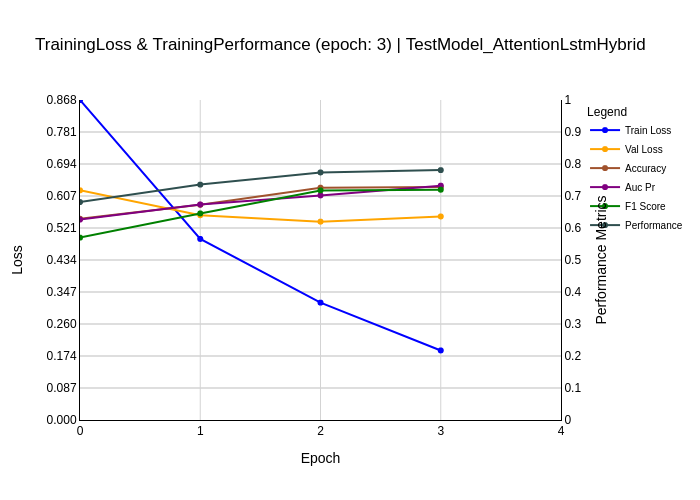 TrainingLoss & TrainingPerformance (epoch: 3) | TestModel_AttentionLstmHybrid
0.868
0.781
0.694
0.607
0.521
0.434
0.347
0.260
0.174
0.087
0.000
Loss
0
1
2
3
4
Epoch
1
0.9
0.8
0.7
0.6
0.5
0.4
0.3
0.2
0.1
0
Performance Metrics
Legend
Train Loss
Val Loss
Accuracy
Auc Pr
F1 Score
Performance